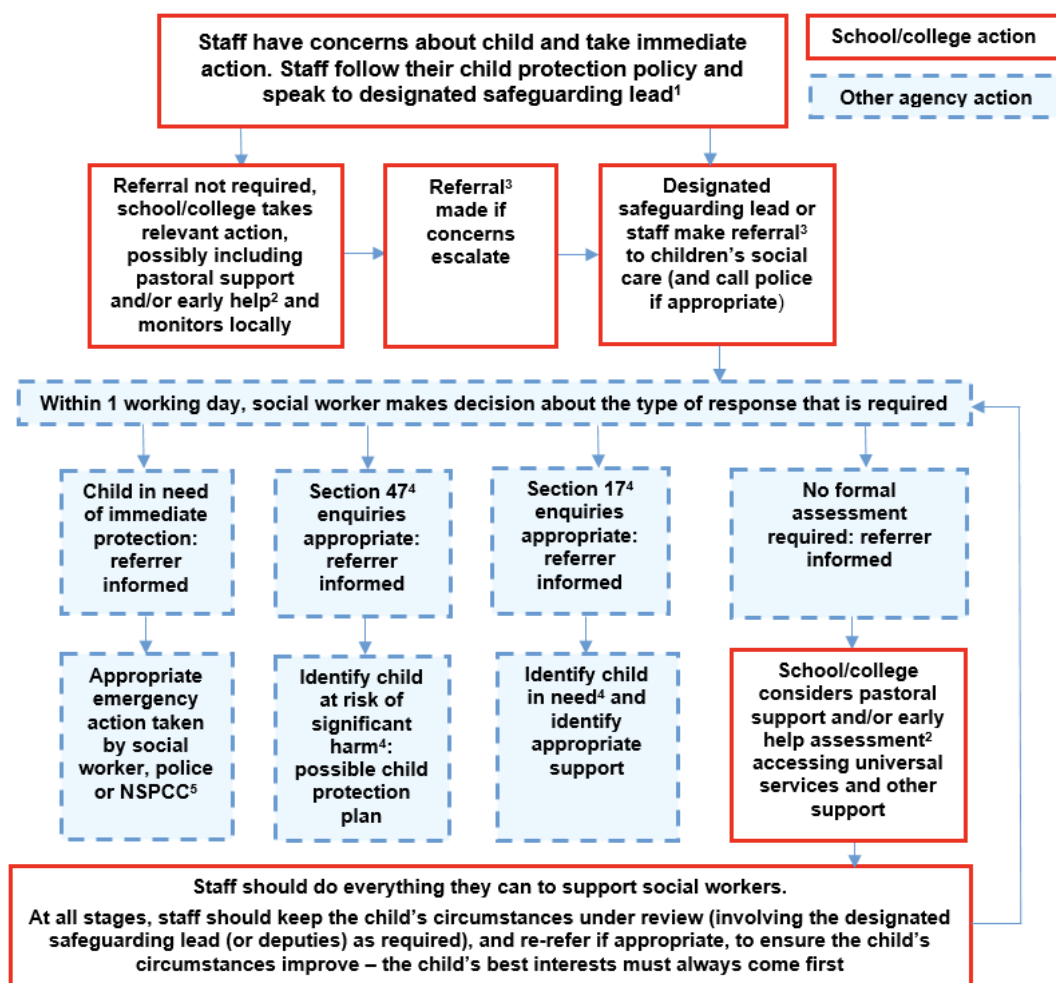 Staff have concerns about child and take immediate
action. Staff follow their child protection policy and
speak to designated safeguarding lead¹
School/college action
Other agency action
Referral not required,
school/college takes
relevant action,
possibly including
pastoral support
and/or early help² and
monitors locally
Referral³
made if
concerns
escalate
Designated
safeguarding lead or
staff make referral³
to children’s social
care (and call police
if appropriate)
Within 1 working day, social worker makes decision about the type of response that is required
Child in need
of immediate
protection:
referrer
informed
Section 47⁴
enquiries
appropriate:
referrer
informed
Section 17⁴
enquiries
appropriate:
referrer
informed
No formal
assessment
required: referrer
informed
Appropriate
emergency
action taken
by social
worker, police
or NSPCC⁵
Identify child
at risk of
significant
harm⁴:
possible child
protection
plan
Identify child
in need⁴ and
identify
appropriate
support
School/college
considers pastoral
support and/or early
help assessment²
accessing universal
services and other
support
Staff should do everything they can to support social workers.
At all stages, staff should keep the child’s circumstances under review (involving the designated
safeguarding lead (or deputies) as required), and re-refer if appropriate, to ensure the child’s
circumstances improve – the child’s best interests must always come first